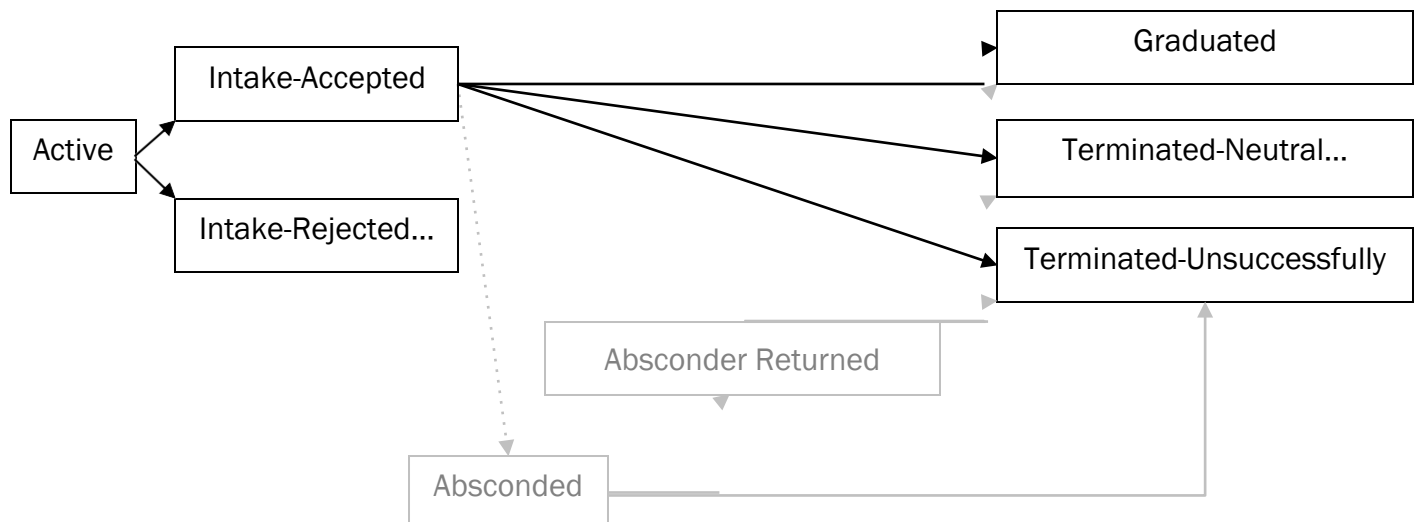 Graduated
Intake-Accepted
Active
Terminated-Neutral...
Intake-Rejected...
Terminated-Unsuccessfully
Absconder Returned
Absconded